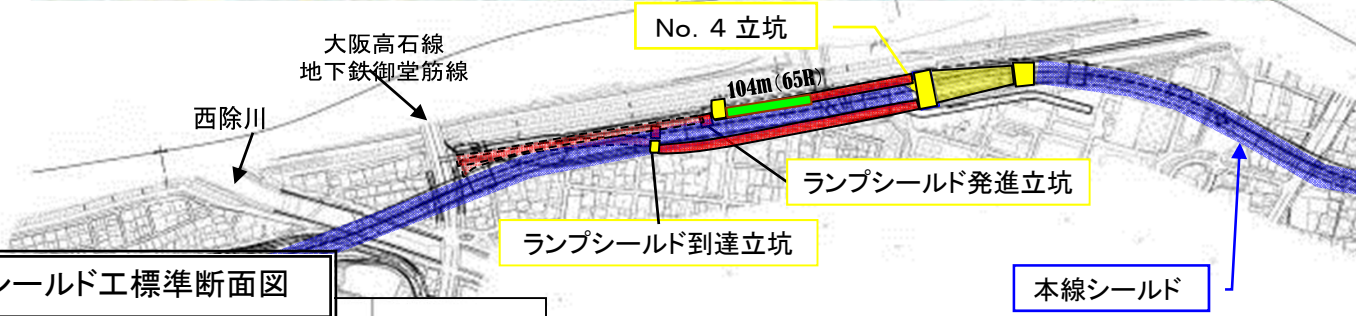 No. 4 立坑
大阪高石線
地下鉄御堂筋線
104m(65R)
西除川
ランプシールド発進立坑
ランプシールド到達立坑
シールド工標準断面図
本線シールド